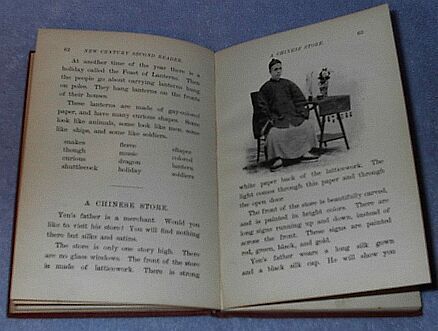 62 NEW CENTURY SECOND READER.
At another time of the year there is a
holiday called the Feast of Lanterns. Then
the people go about carrying lanterns hung
on poles. They hang lanterns on the fronts
of their houses.
These lanterns are made of gay-colored
paper, and have many curious shapes. Some
look like animals, some look like men, some
like ships, and some like soldiers.
snakes fierce shapes
though music colored
curious dragon lantern
shuttlecock holiday soldiers
A CHINESE STORE.
Yen's father is a merchant. Would you
like to visit his store? You will find nothing
there but silks and satins.
The store is only one story high. There
are no glass windows. The front of the store
is made of latticework. There is strong
A CHINESE STORE. 63
white paper back of the latticework. The
light comes through this paper and through
the open door.
The front of the store is beautifully carved,
and is painted in bright colors. There are
long signs running up and down, instead of
across the front. These signs are painted
red, green, black, and gold.
Yen's father wears a long silk gown
and a black silk cap. He will show you